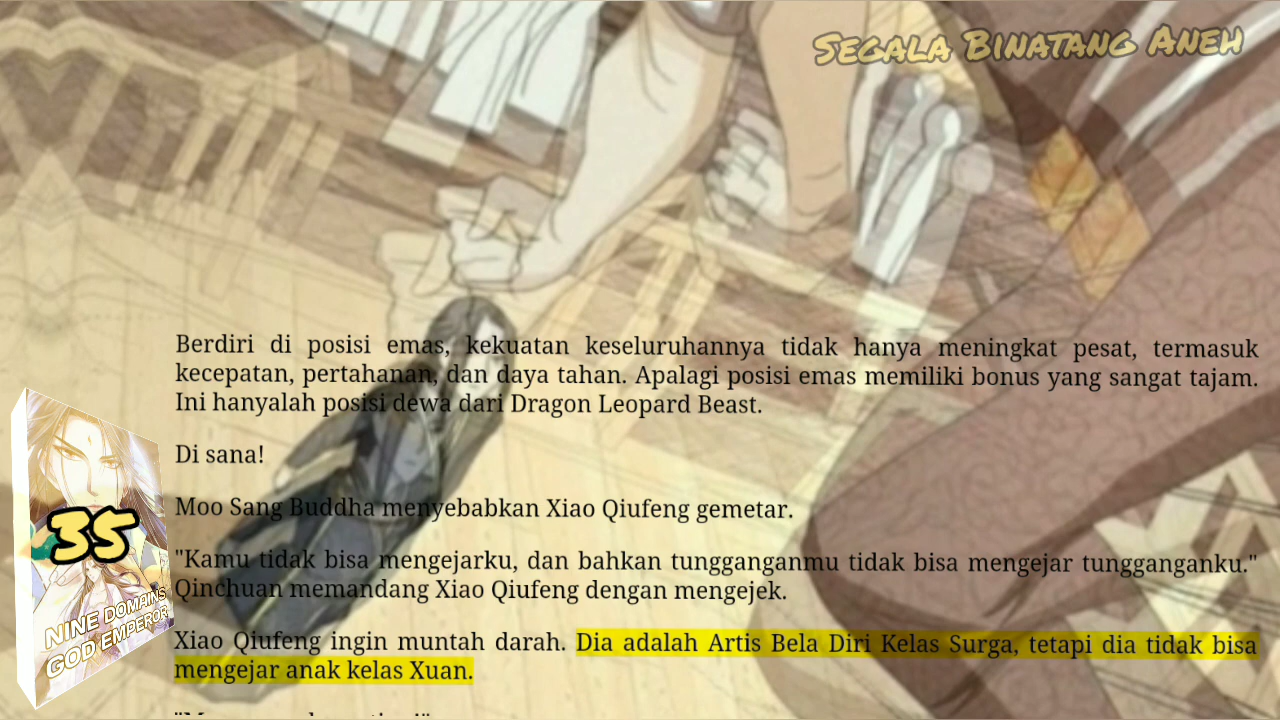 Segala Binatang Aneh
Berdiri di posisi emas, kekuatan keseluruhannya tidak hanya meningkat pesat, termasuk
kecepatan, pertahanan, dan daya tahan. Apalagi posisi emas memiliki bonus yang sangat tajam.
Ini hanyalah posisi dewa dari Dragon Leopard Beast.
Di sana!
Moo Sang Buddha menyebabkan Xiao Qiufeng gemetar.
"Kamu tidak bisa mengejarku, dan bahkan tungganganmu tidak bisa mengejar tungganganku."
Qinchuan memandang Xiao Qiufeng dengan mengejek.
Xiao Qiufeng ingin muntah darah. Dia adalah Artis Bela Diri Kelas Surga, tetapi dia tidak bisa
mengejar anak kelas Xuan.
35
NINE DOMAINS
GOD EMPEROR